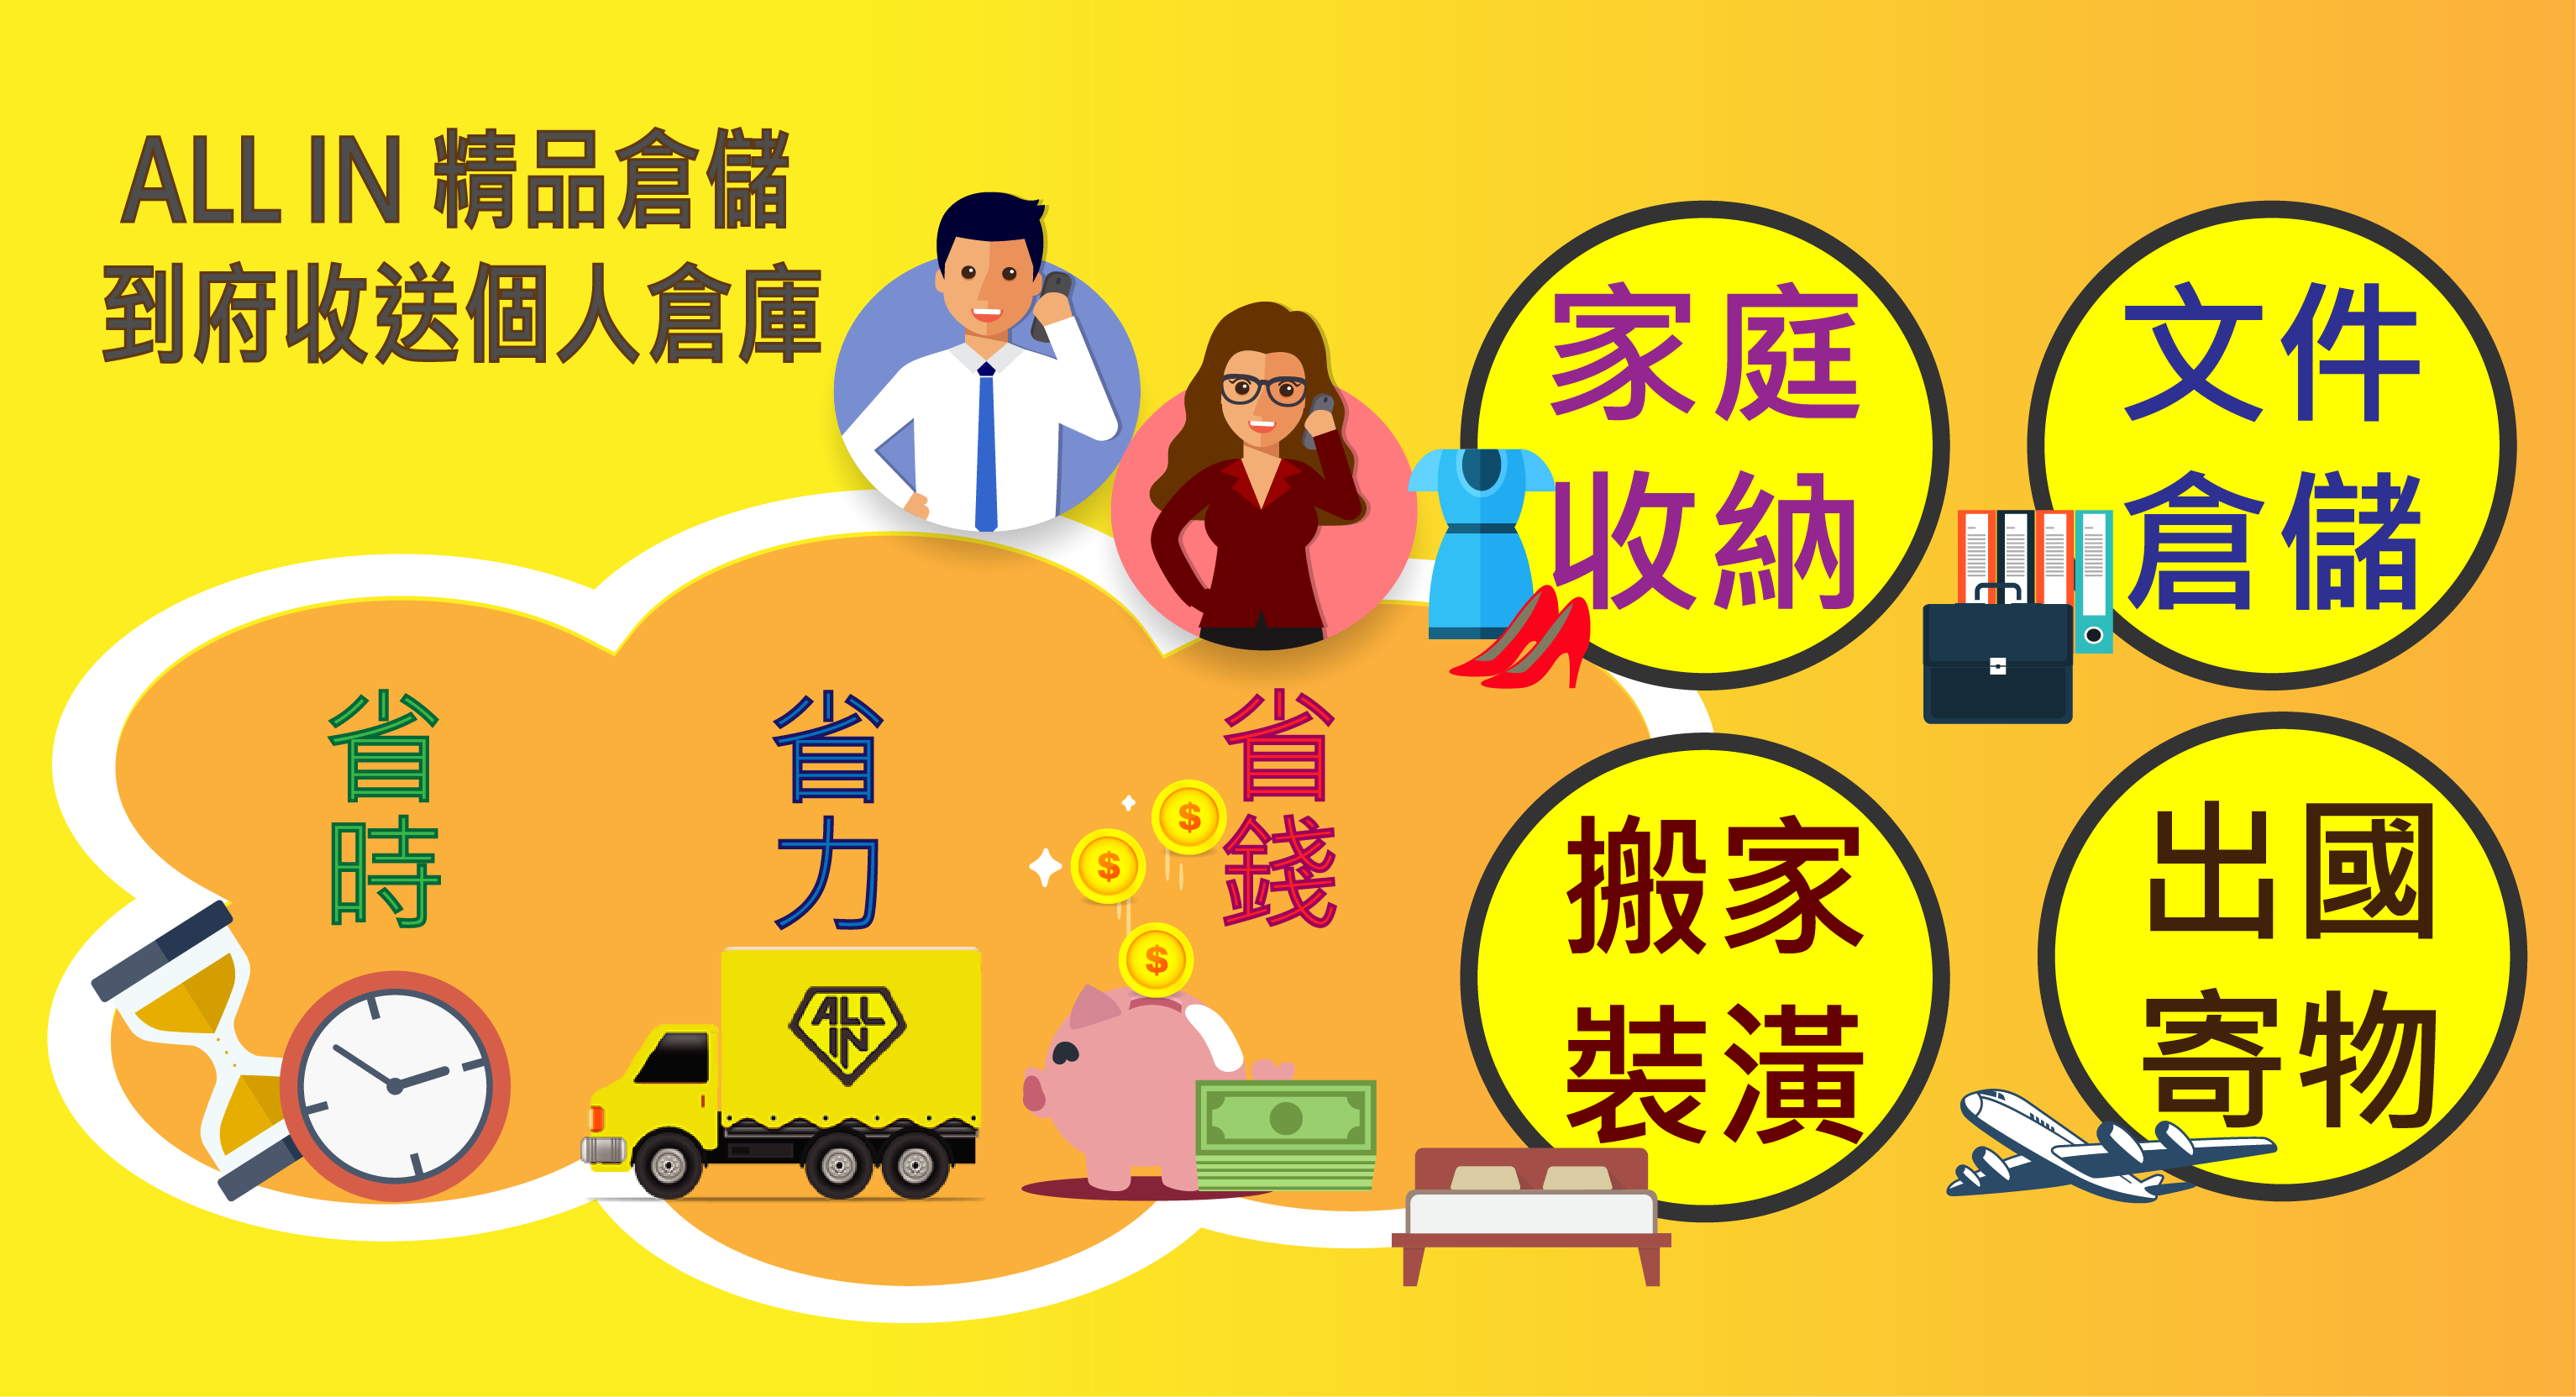 ALL IN 精品倉儲
到府收送個人倉庫
家庭
收納
文件
倉儲
省時
省力
省錢
搬家
裝潢
出國
寄物
$
$
$
ALL
IN